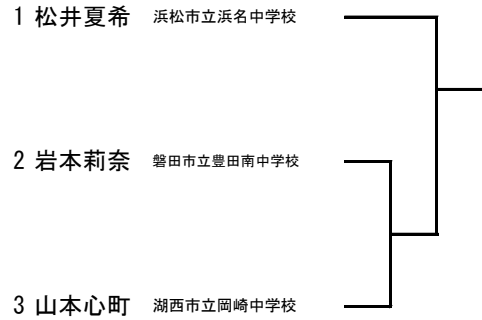 1 松井夏希 浜松市立浜名中学校
2 岩本莉奈 磐田市立豊田南中学校
3 山本心町 湖西市立岡崎中学校